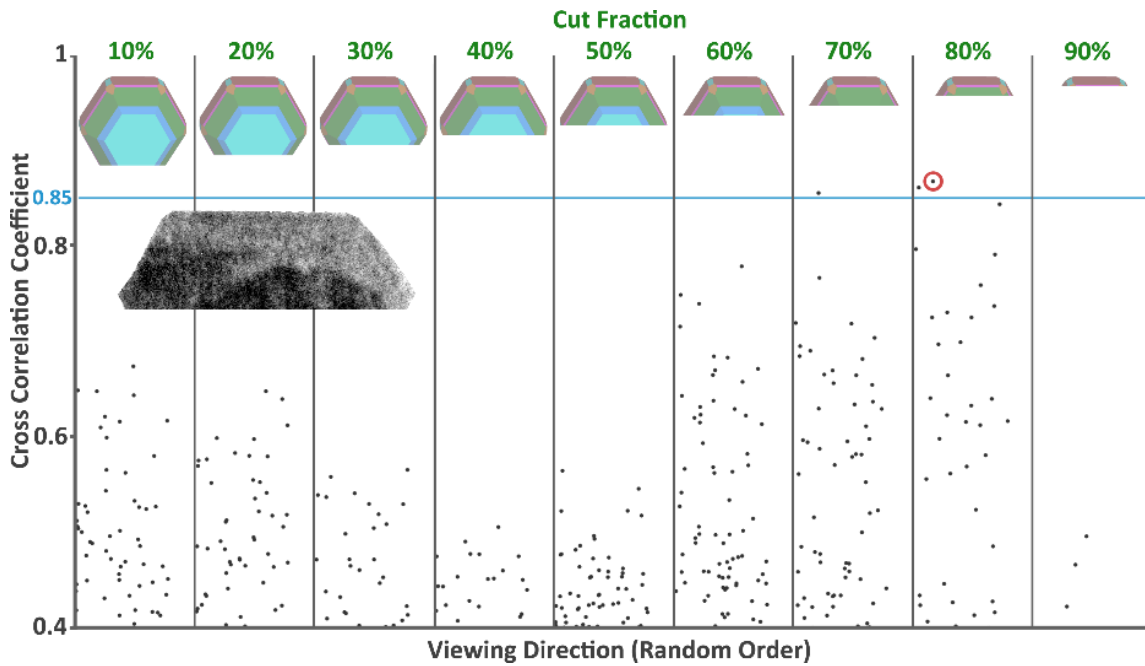 Cut Fraction
10% 20% 30% 40% 50% 60% 70% 80% 90%
1
0.85
0.8
0.6
0.4
Cross Correlation Coefficient
Viewing Direction (Random Order)